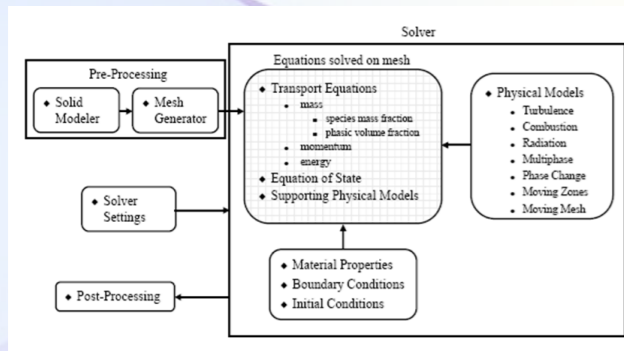 Solver
Equations solved on mesh
Pre-Processing
◆ Solid Modeler
◆ Mesh Generator
◆ Transport Equations
• mass
• species mass fraction
• phasic volume fraction
• momentum
• energy
◆ Equation of State
◆ Supporting Physical Models
◆ Physical Models
• Turbulence
• Combustion
• Radiation
• Multiphase
• Phase Change
• Moving Zones
• Moving Mesh
◆ Solver Settings
◆ Material Properties
◆ Boundary Conditions
◆ Initial Conditions
◆ Post-Processing